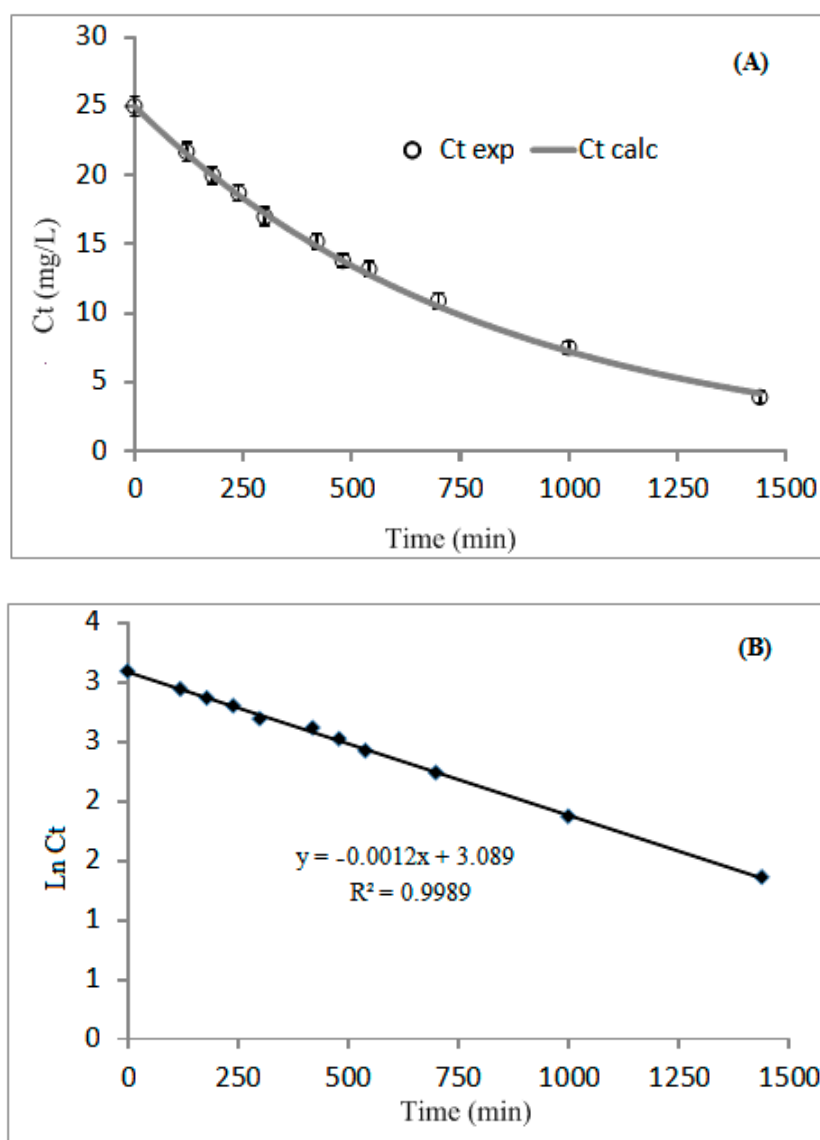 (A)
30
25
20
15
10
5
0
Ct (mg/L)
Ct exp Ct calc
0 250 500 750 1000 1250 1500
Time (min)
(B)
4
3
3
2
2
1
1
0
Ln Ct
y = -0.0012x + 3.089
R² = 0.9989
0 250 500 750 1000 1250 1500
Time (min)